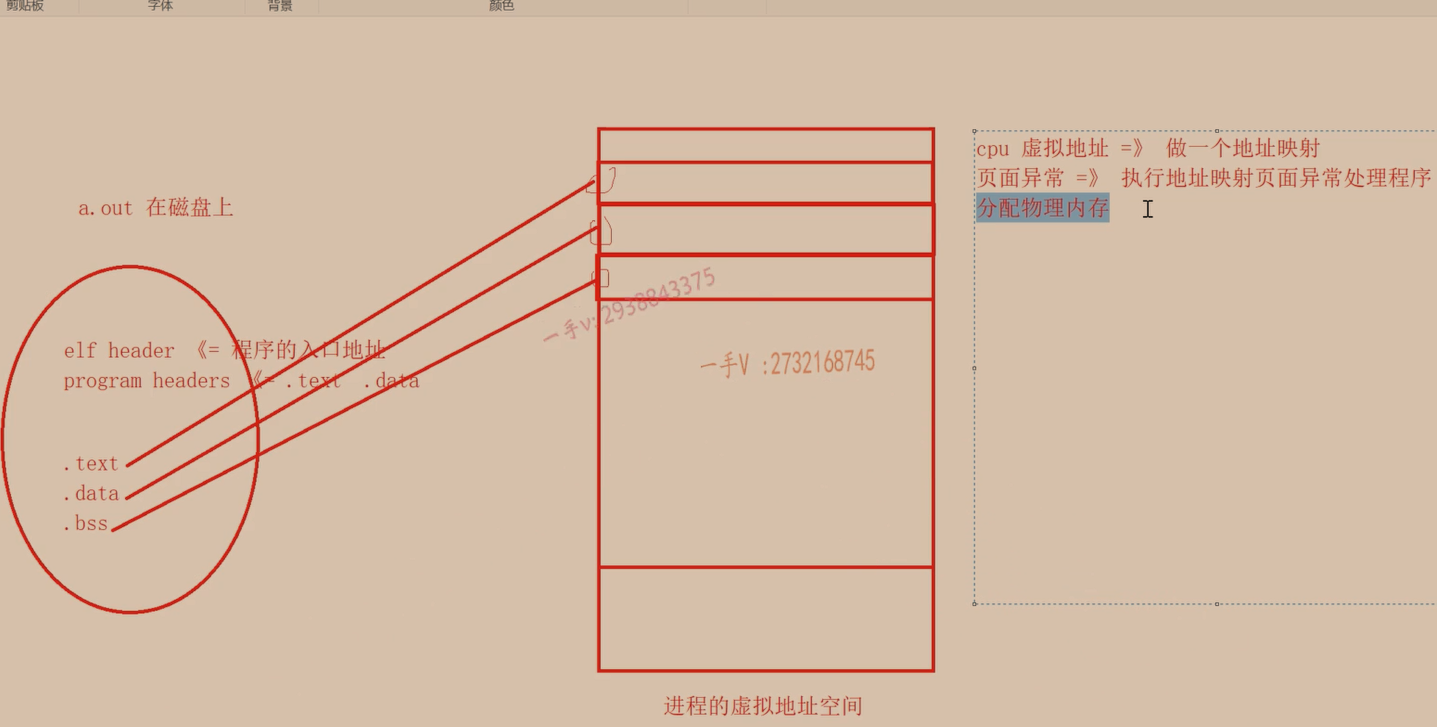 剪贴板
字体
背景
颜色
a.out 在磁盘上
elf header 《= 程序的入口地址
program headers 《= .text .data
.text
.data
.bss
一手v:2938843375
一手V :2732168745
进程的虚拟地址空间
cpu 虚拟地址 =》 做一个地址映射
页面异常 =》 执行地址映射页面异常处理程序
分配物理内存